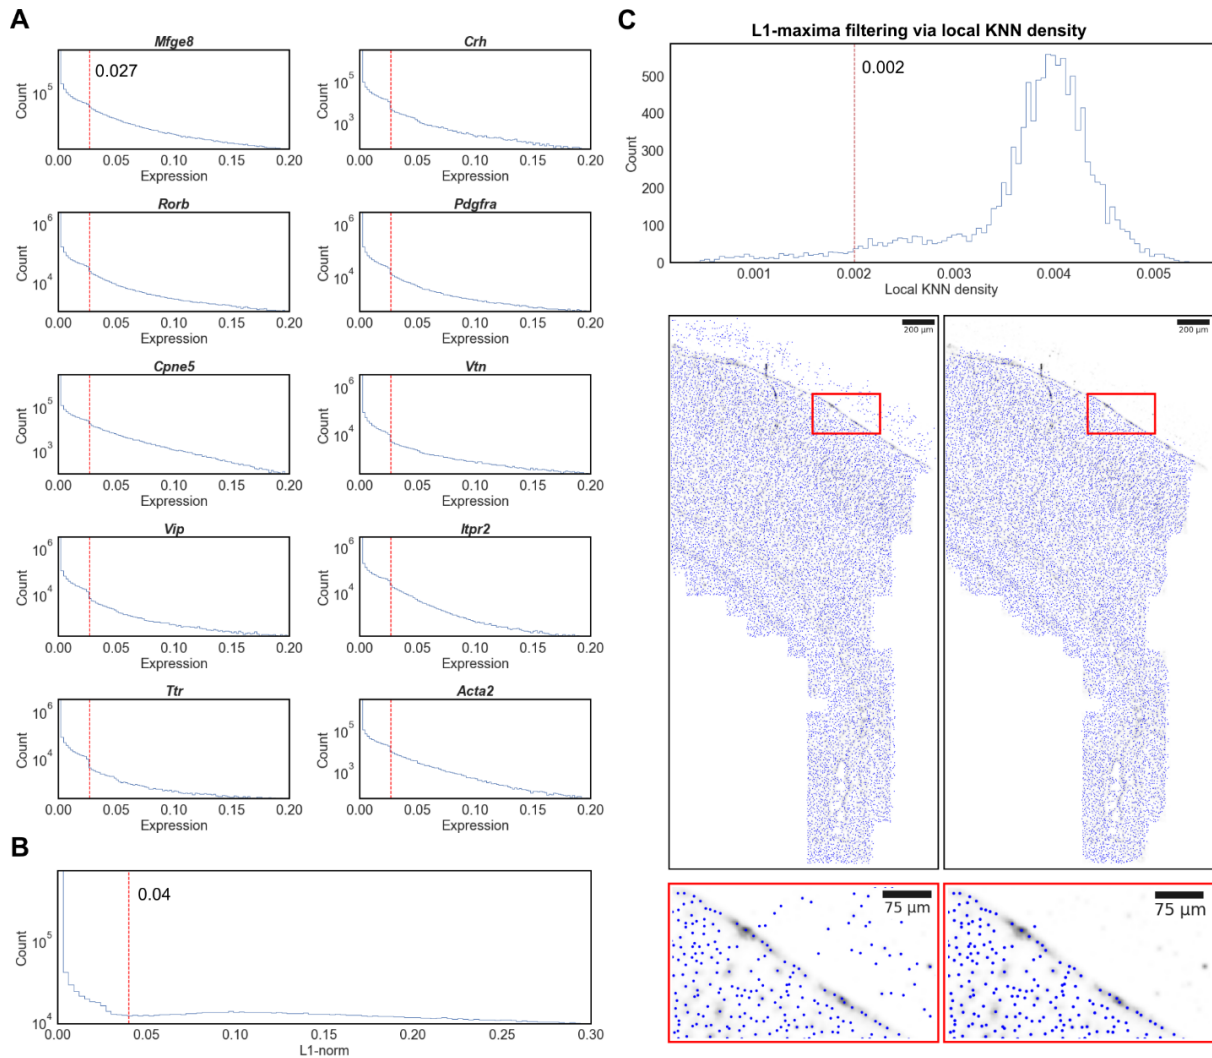 A
Mfge8
Count
10^5
0.027
0.00 0.05 0.10 0.15 0.20
Expression
Crh
Count
10^5
10^3
0.00 0.05 0.10 0.15 0.20
Expression
Rorb
Count
10^6
10^4
0.00 0.05 0.10 0.15 0.20
Expression
Pdgfra
Count
10^6
10^4
0.00 0.05 0.10 0.15 0.20
Expression
Cpne5
Count
10^5
10^3
0.00 0.05 0.10 0.15 0.20
Expression
Vtn
Count
10^6
10^4
0.00 0.05 0.10 0.15 0.20
Expression
Vip
Count
10^6
10^4
0.00 0.05 0.10 0.15 0.20
Expression
Itpr2
Count
10^6
10^4
0.00 0.05 0.10 0.15 0.20
Expression
Ttr
Count
10^6
10^4
0.00 0.05 0.10 0.15 0.20
Expression
Acta2
Count
10^5
10^3
0.00 0.05 0.10 0.15 0.20
Expression
B
Count
10^5
10^4
0.04
0.00 0.05 0.10 0.15 0.20 0.25 0.30
L1-norm
C
L1-maxima filtering via local KNN density
Count
500
400
300
200
100
0
0.002
0.001 0.002 0.003 0.004 0.005
Local KNN density
200 µm
200 µm
75 µm
75 µm